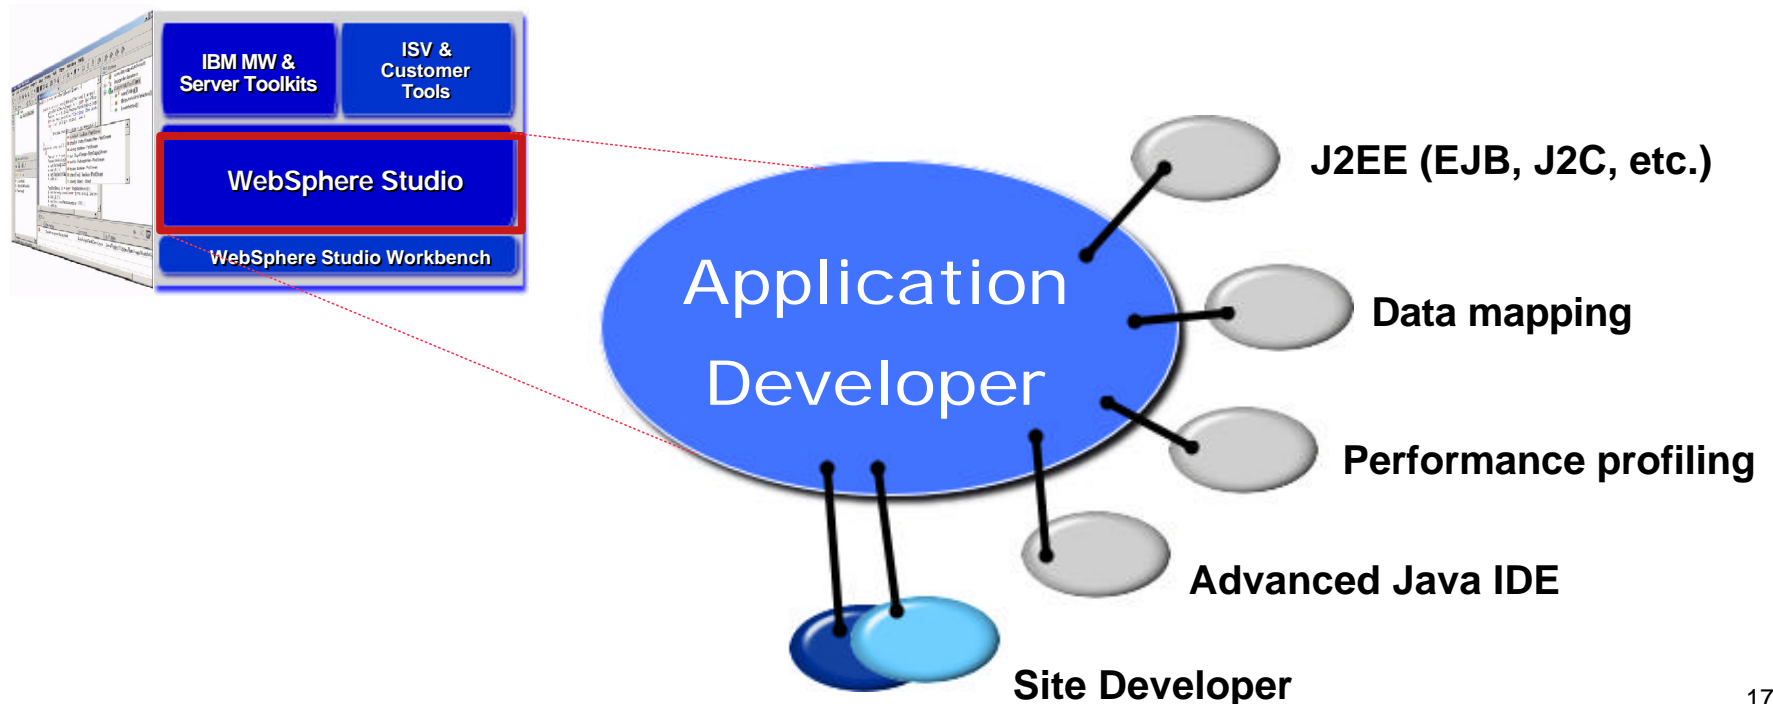 IBM MW &
Server Toolkits
ISV &
Customer
Tools
WebSphere Studio
WebSphere Studio Workbench
Application
Developer
J2EE (EJB, J2C, etc.)
Data mapping
Performance profiling
Advanced Java IDE
Site Developer
17